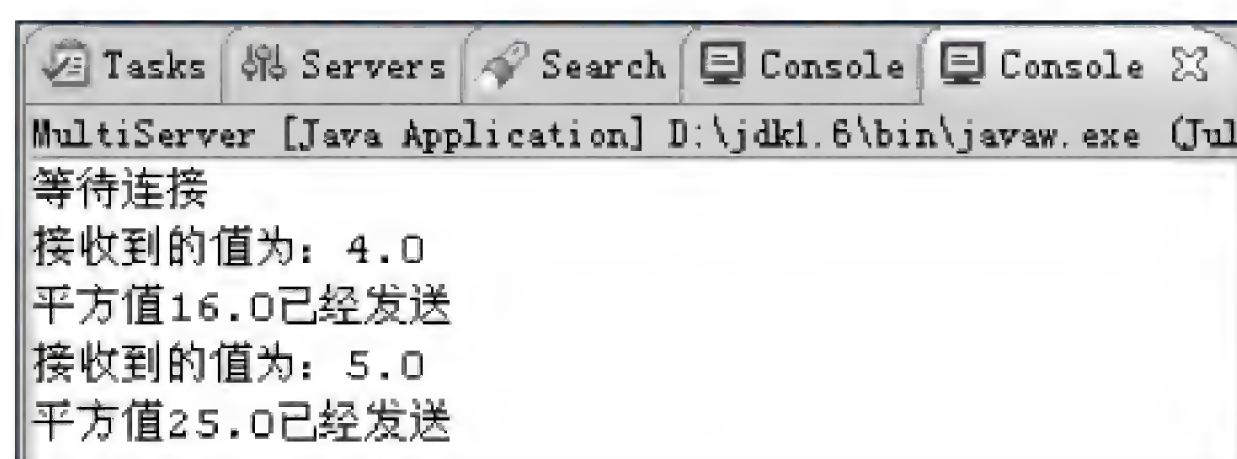 Tasks Servers Search Console Console
MultiServer [Java Application] D:\jdk1.6\bin\javaw.exe (Jul
等待连接
接收到的值为：4.0
平方值16.0已经发送
接收到的值为：5.0
平方值25.0已经发送